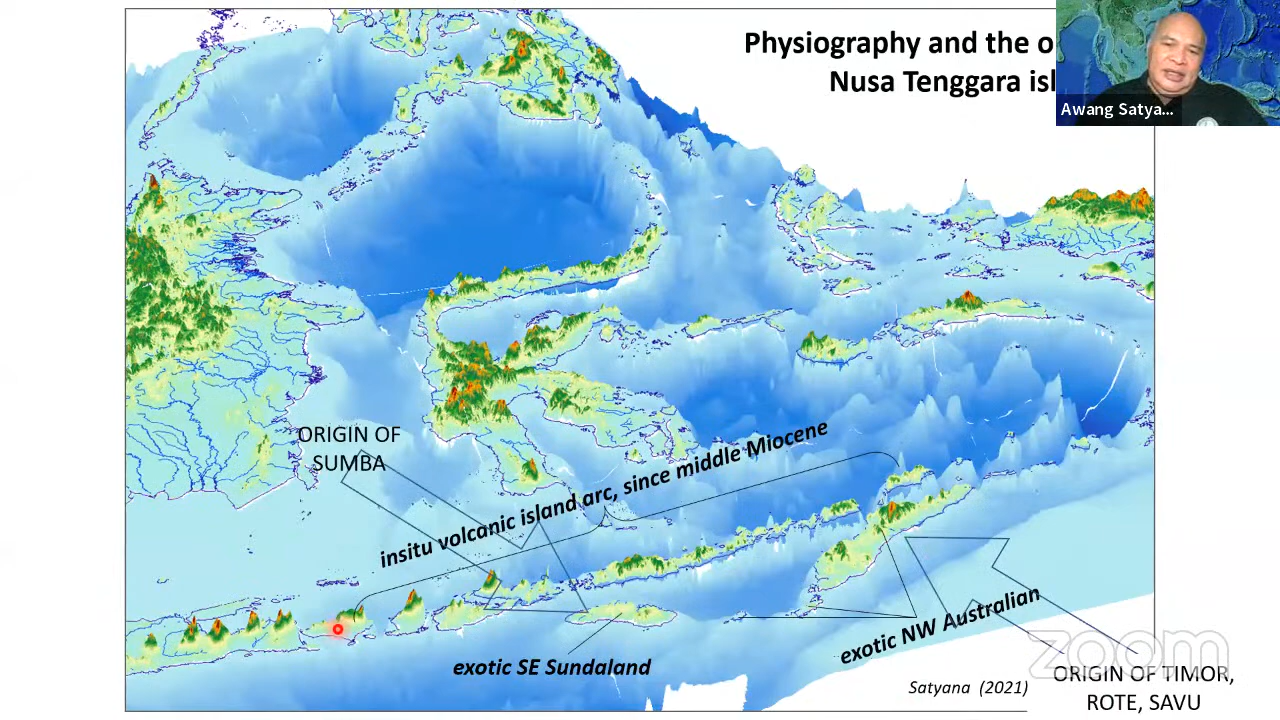 Physiography and the o
Nusa Tenggara isl
Awang Satya...
ORIGIN OF
SUMBA
insitu volcanic island arc, since middle Miocene
exotic SE Sundaland
exotic NW Australian
Satyana (2021)
zoom
ORIGIN OF TIMOR,
ROTE, SAVU